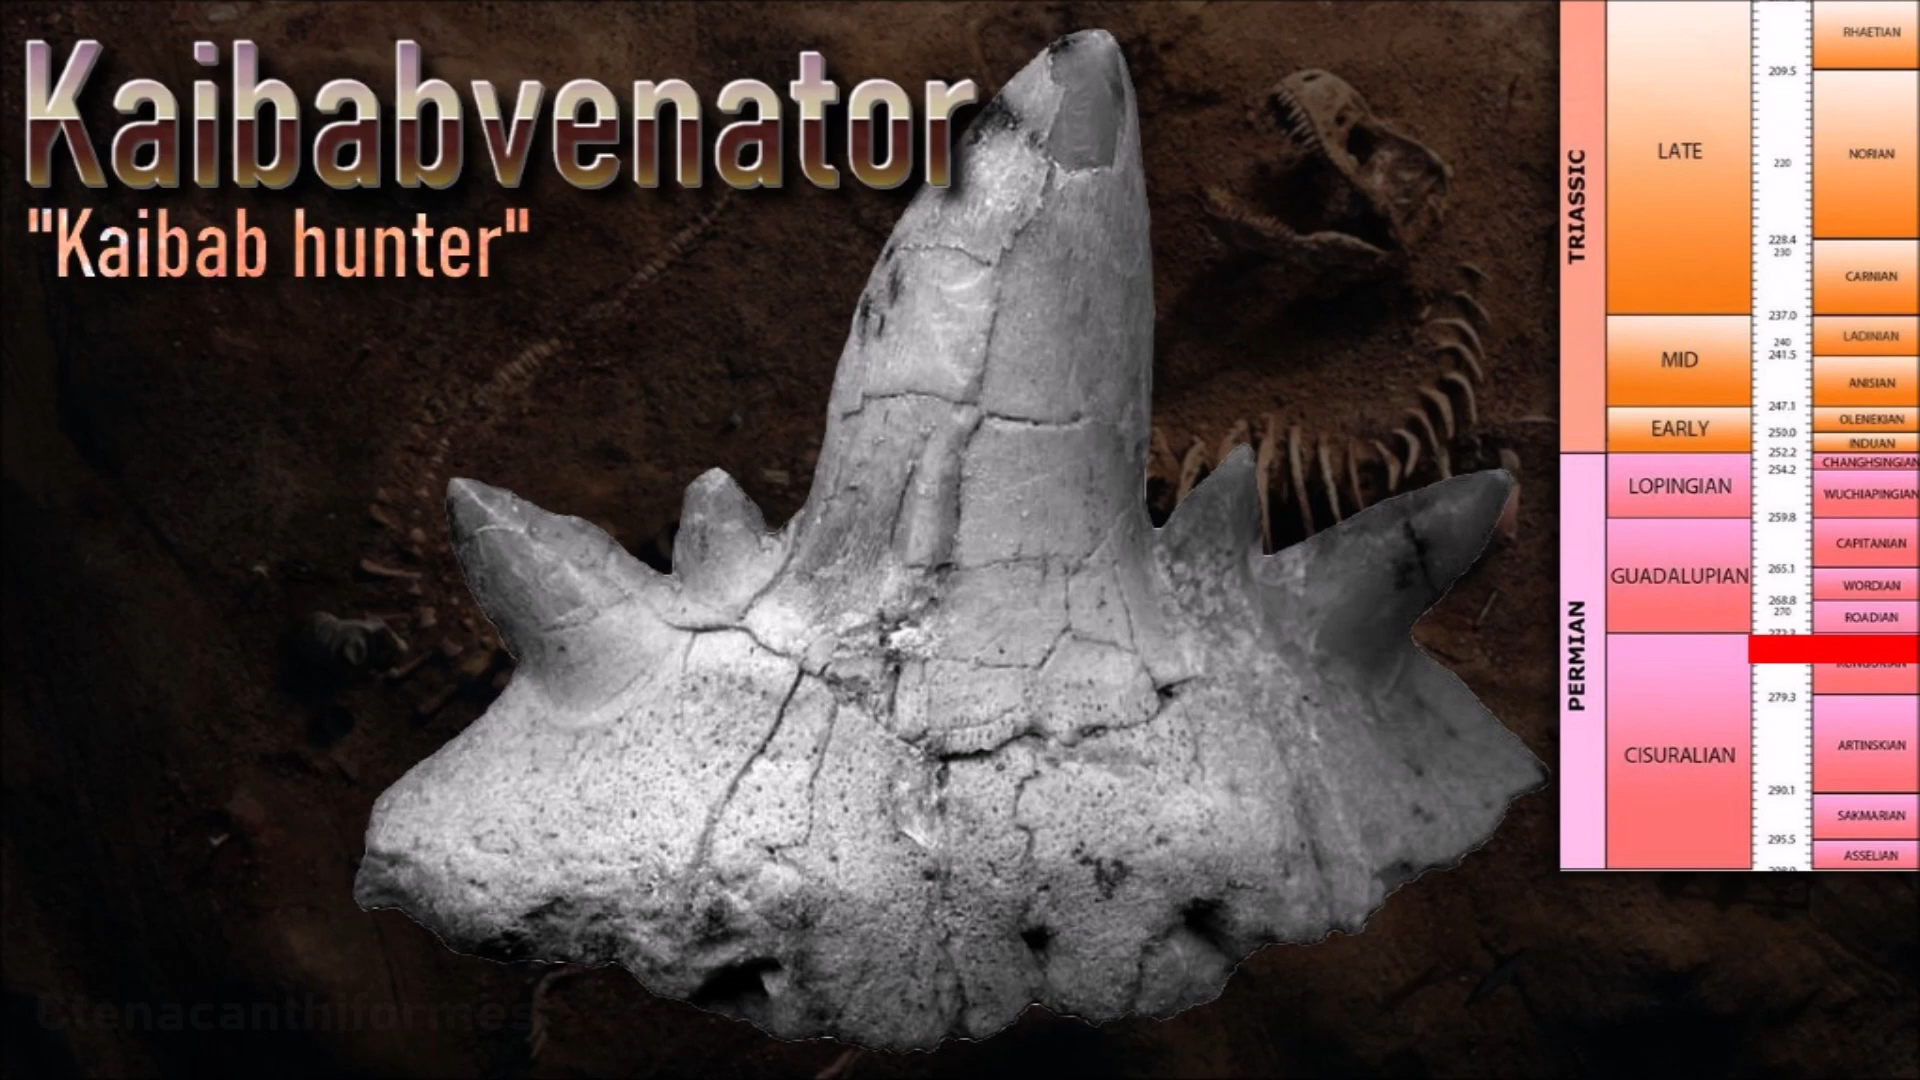 Kaibabvenator
"Kaibab hunter"
Ctenacanthiformes
TRIASSIC
PERMIAN
LATE
MID
EARLY
LOPINGIAN
GUADALUPIAN
CISURALIAN
209.5
220
228.4
230
237.0
240
241.5
247.1
250.0
252.2
254.2
259.8
265.1
268.8
270
279.3
290.1
295.5
RHAETIAN
NORIAN
CARNIAN
LADINIAN
ANISIAN
OLENEKIAN
INDUAN
CHANGHSINGIAN
WUCHIAPINGIAN
CAPITANIAN
WORDIAN
ROADIAN
ARTINSKIAN
SAKMARIAN
ASSELIAN